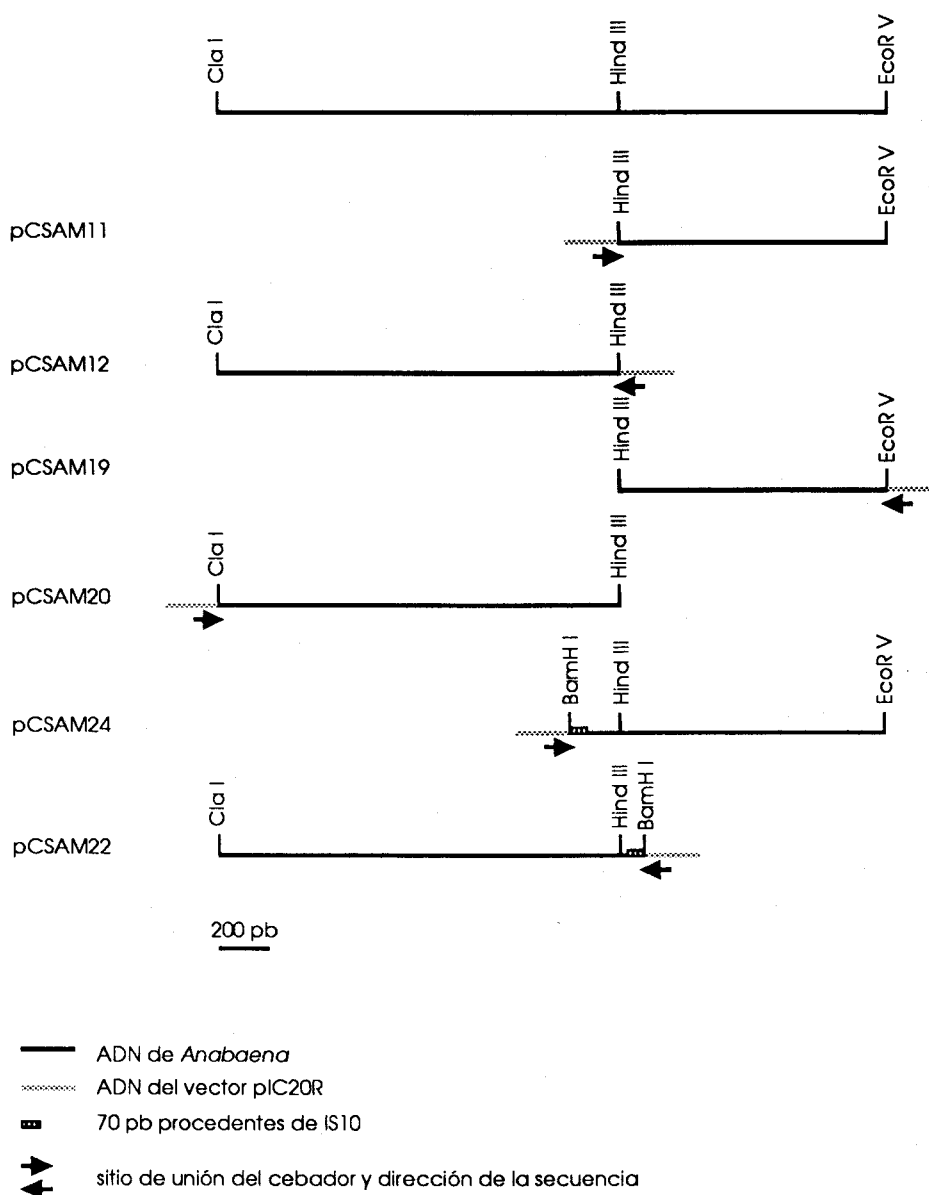 Cla I
Hind III
EcoR V
pCSAM11
Hind III
EcoR V
pCSAM12
Cla I
Hind III
pCSAM19
Hind III
EcoR V
pCSAM20
Cla I
Hind III
pCSAM24
BamH I
Hind III
EcoR V
pCSAM22
Cla I
Hind III
BamH I
200 pb
ADN de Anabaena
ADN del vector pIC20R
70 pb procedentes de IS10
sitio de unión del cebador y dirección de la secuencia